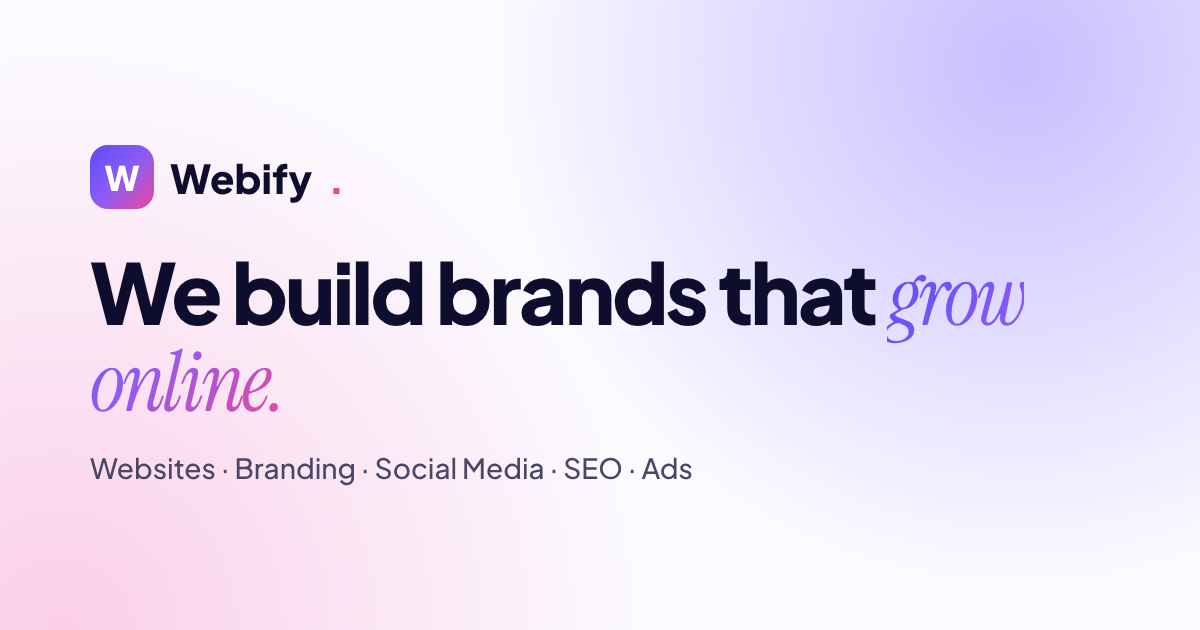 W Webify .
We build brands that grow
online.
Websites · Branding · Social Media · SEO · Ads